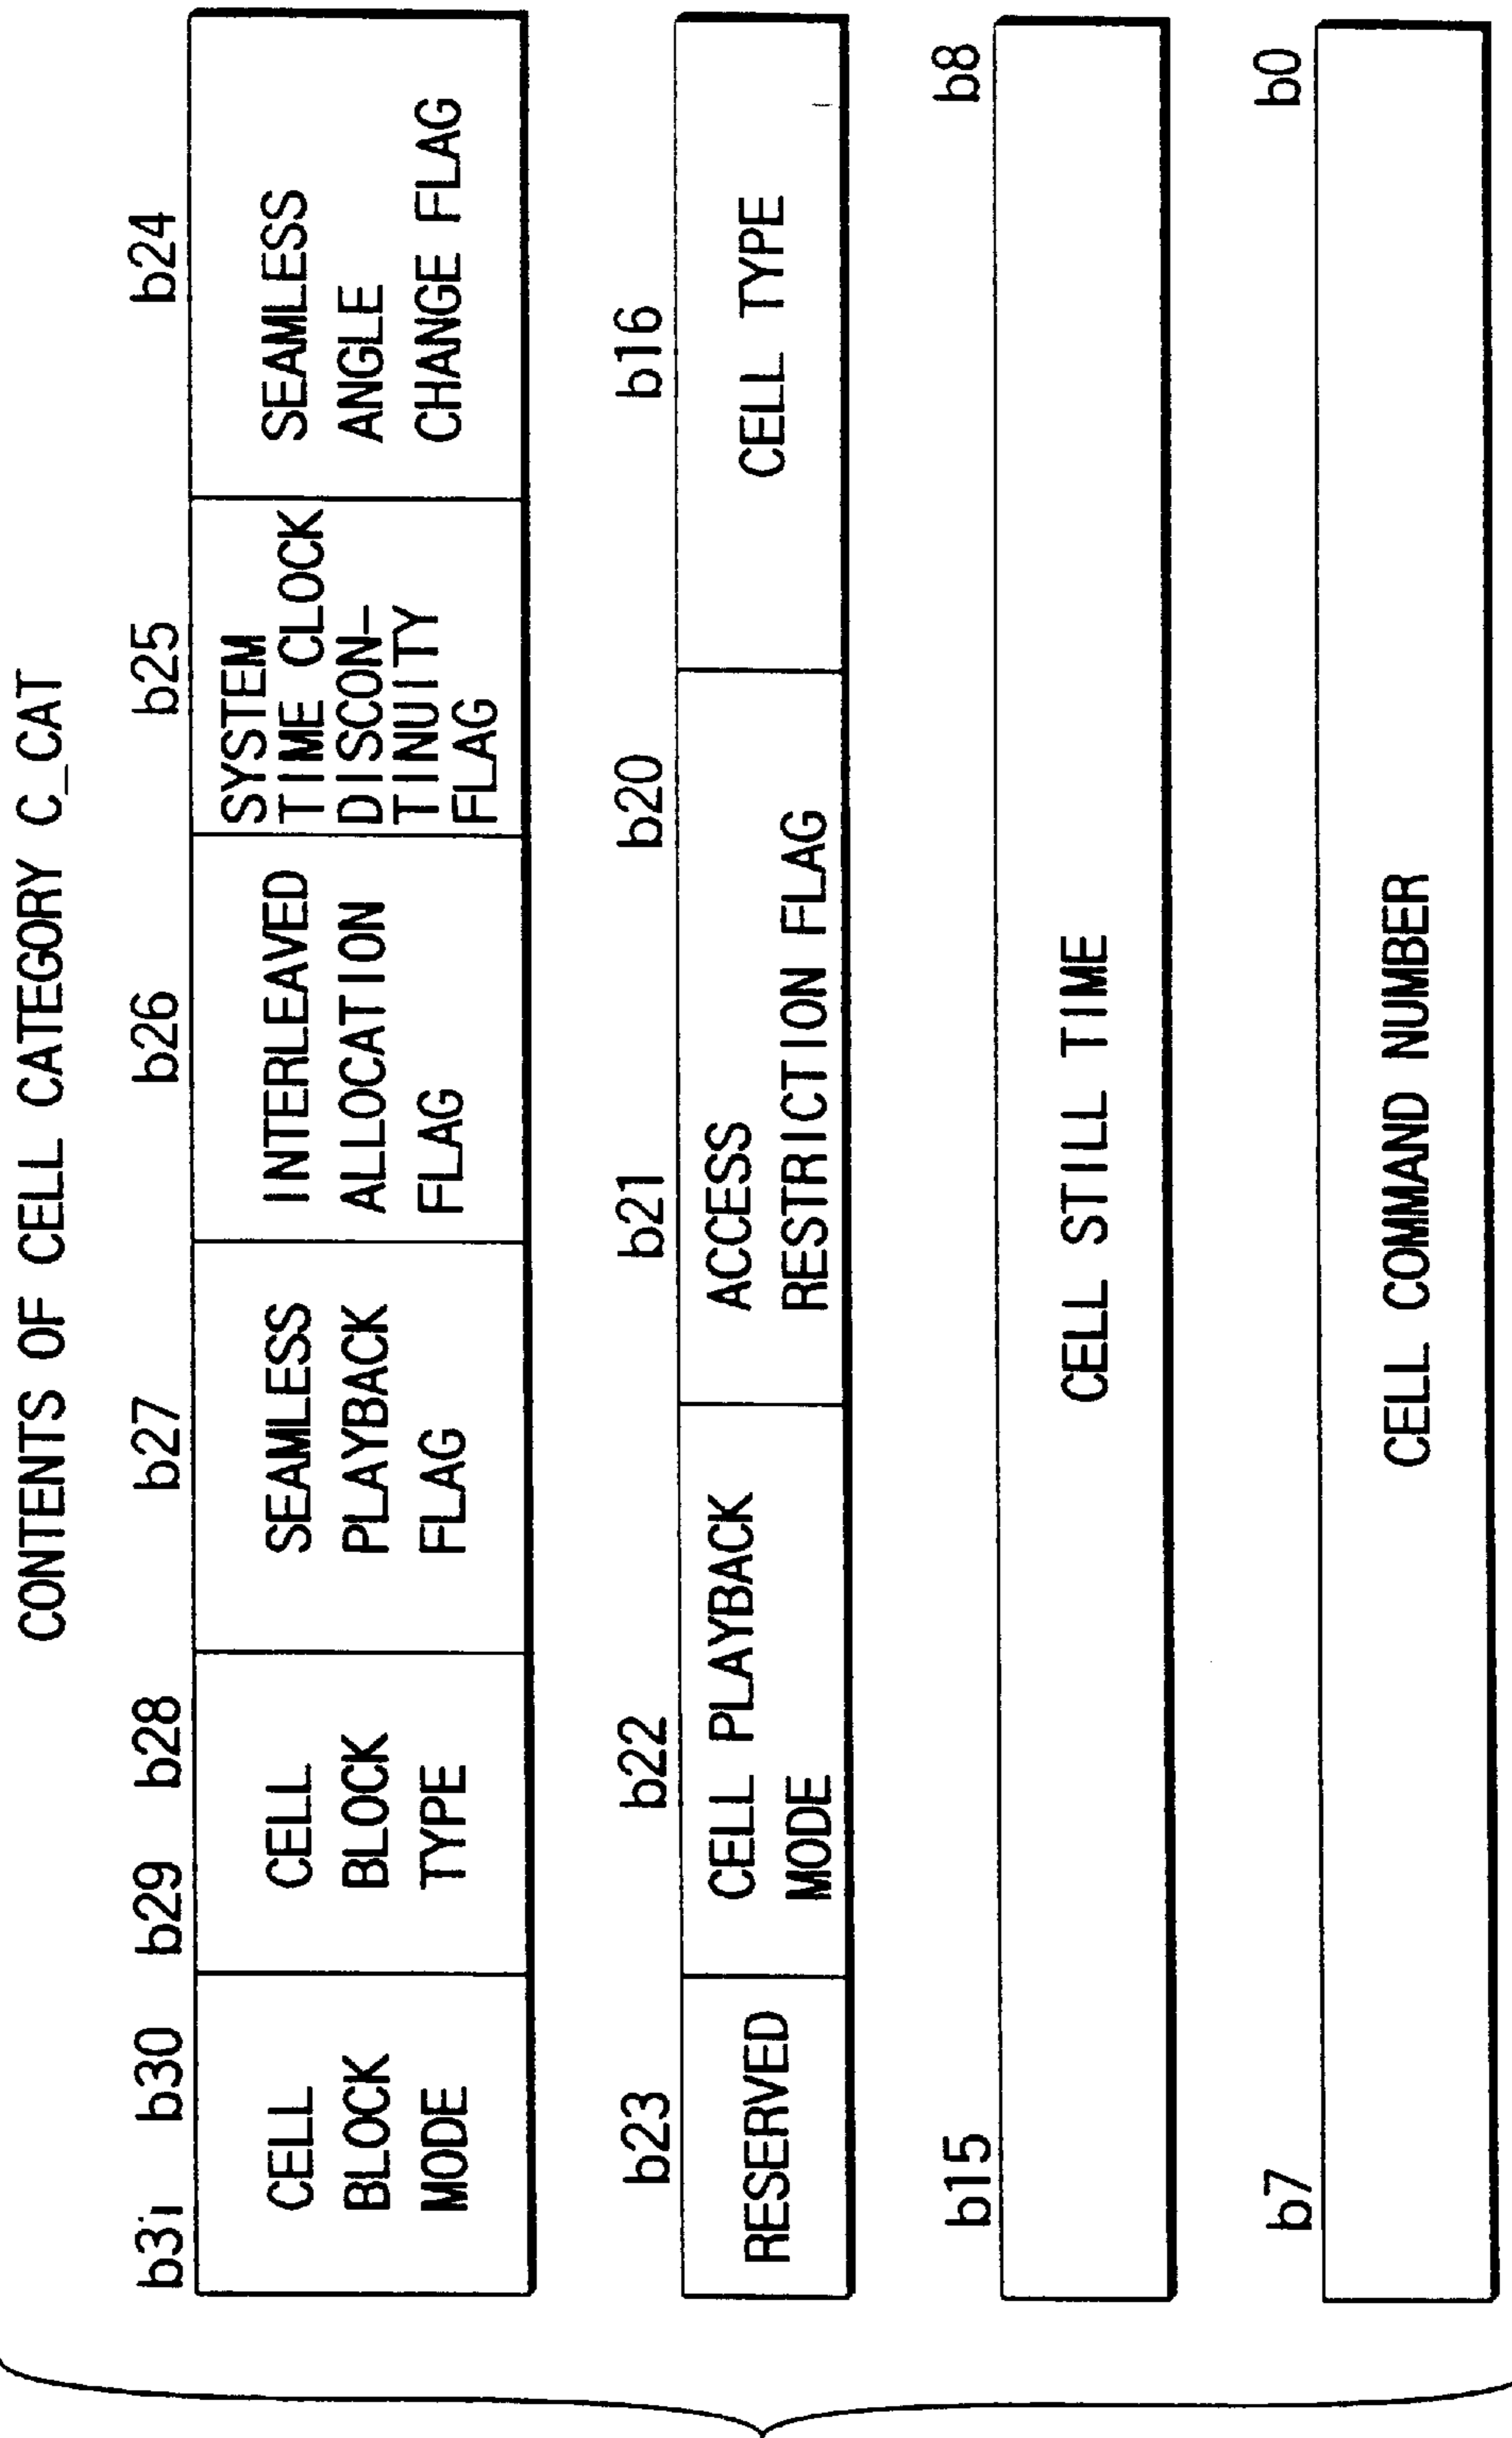 CONTENTS OF CELL CATEGORY C_CAT
b31 b30 b29 b28 b27 b26 b25 b24
CELL
BLOCK
MODE
CELL
BLOCK
TYPE
SEAMLESS
PLAYBACK
FLAG
INTERLEAVED
ALLOCATION
FLAG
SYSTEM
TIME CLOCK
DISCON-
TINUITY
FLAG
SEAMLESS
ANGLE
CHANGE FLAG
b23 b22 b21 b20 b16
RESERVED
CELL PLAYBACK
MODE
ACCESS
RESTRICTION FLAG
CELL TYPE
b15 b8
CELL STILL TIME
b7 b0
CELL COMMAND NUMBER